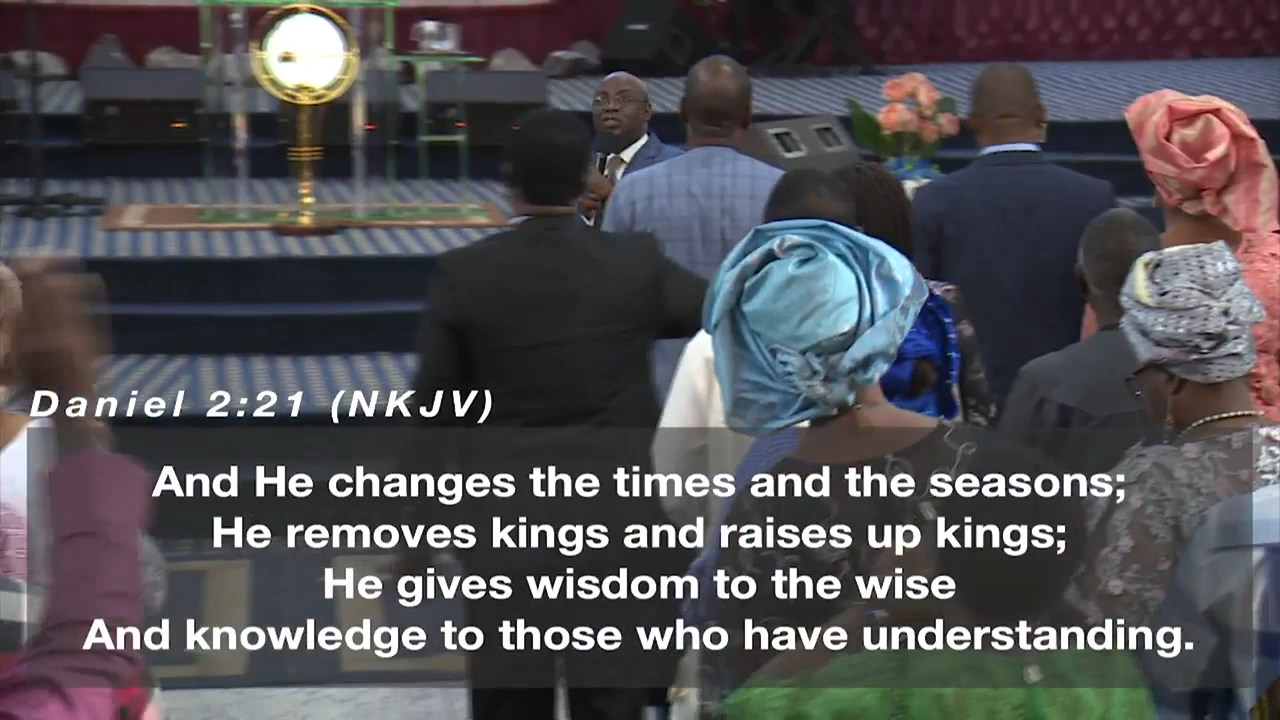 Daniel 2:21 (NKJV)
And He changes the times and the seasons;
He removes kings and raises up kings;
He gives wisdom to the wise
And knowledge to those who have understanding.